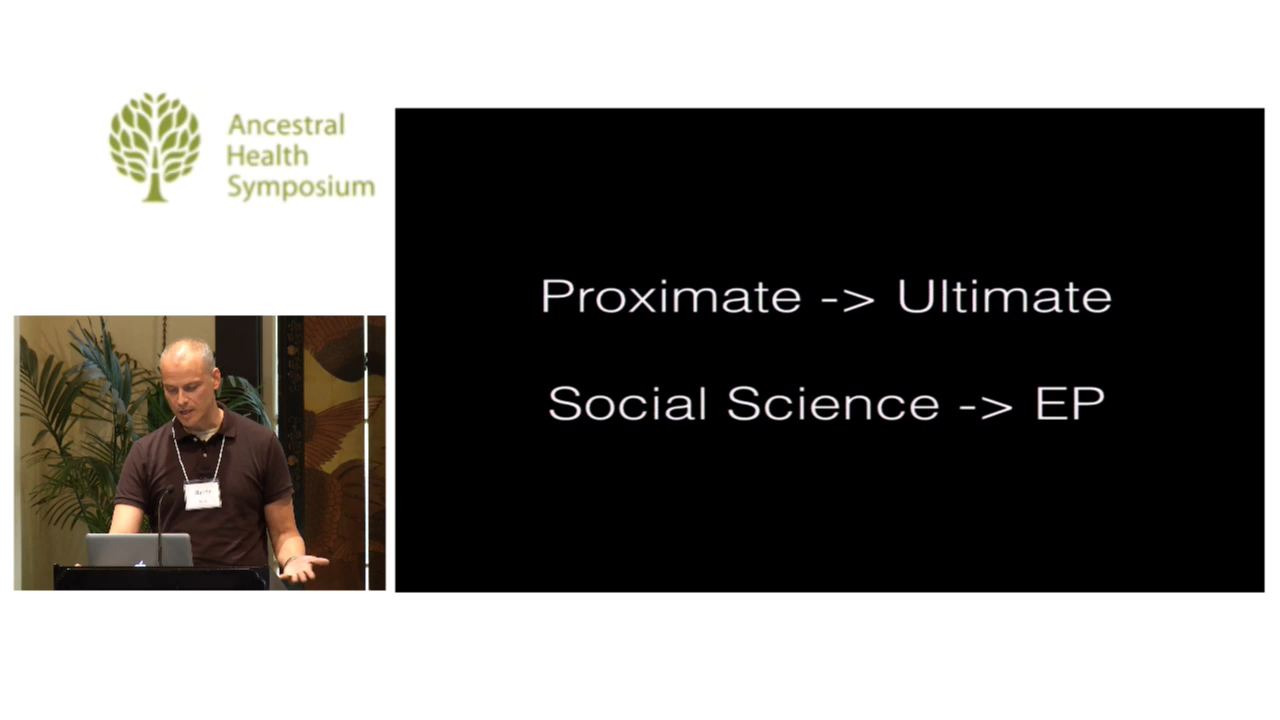 Ancestral
Health
Symposium
Proximate -> Ultimate
Social Science -> EP